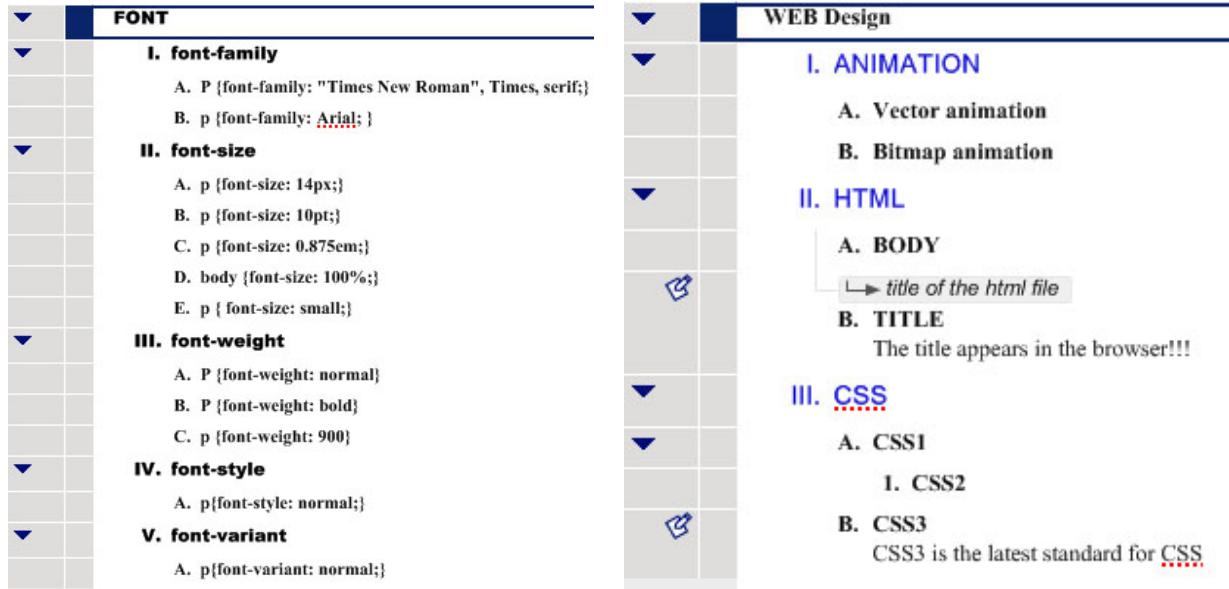 FONT
I. font-family
A. P {font-family: "Times New Roman", Times, serif;}
B. p {font-family: Arial; }
II. font-size
A. p {font-size: 14px;}
B. p {font-size: 10pt;}
C. p {font-size: 0.875em;}
D. body {font-size: 100%;}
E. p { font-size: small;}
III. font-weight
A. P {font-weight: normal}
B. P {font-weight: bold}
C. p {font-weight: 900}
IV. font-style
A. p{font-style: normal;}
V. font-variant
A. p{font-variant: normal;}
WEB Design
I. ANIMATION
A. Vector animation
B. Bitmap animation
II. HTML
A. BODY
title of the html file
B. TITLE
The title appears in the browser!!!
III. CSS
A. CSS1
1. CSS2
B. CSS3
CSS3 is the latest standard for CSS